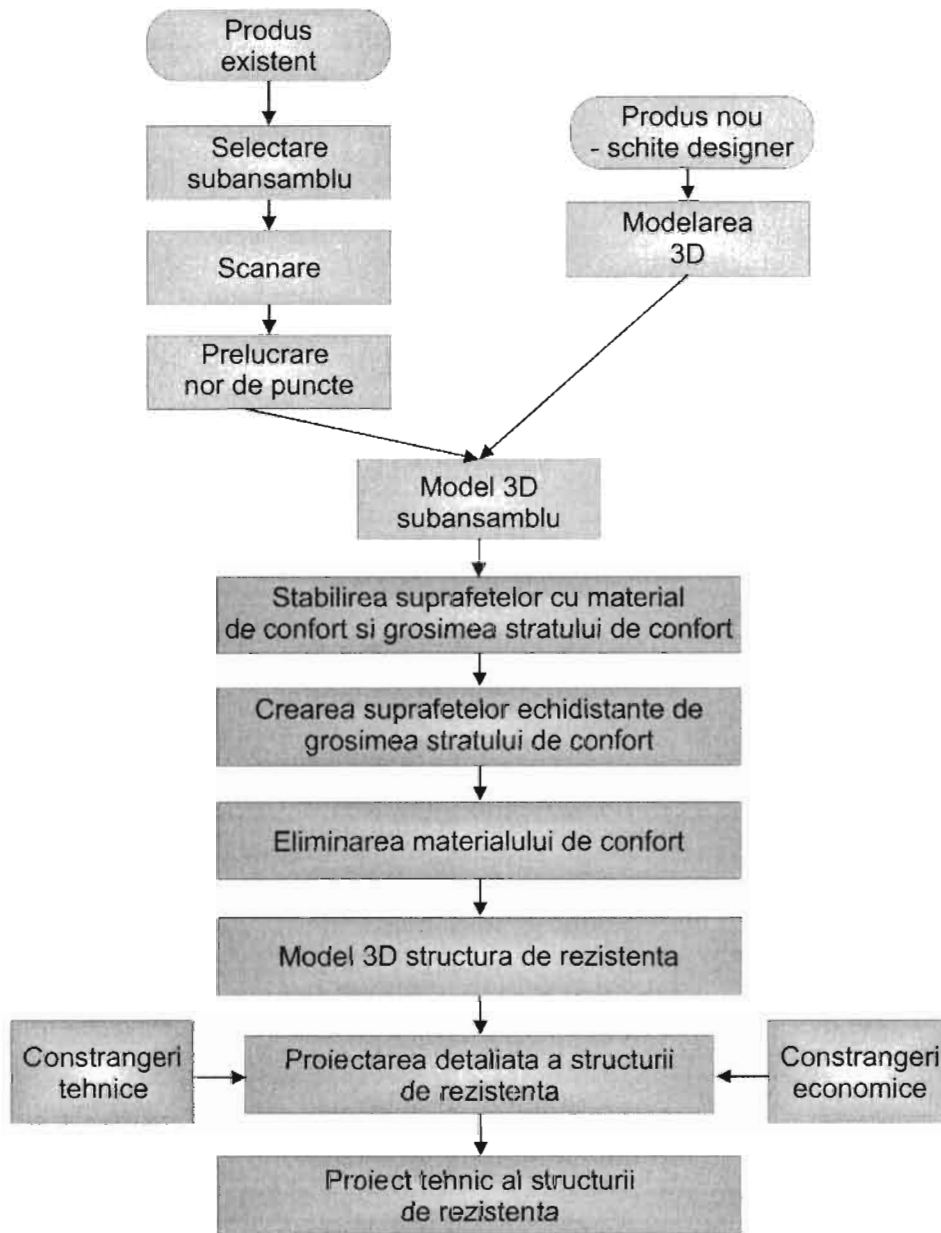 Produs
existent
Selectare
subansamblu
Scanare
Prelucrare
nor de puncte
Produs nou
- schite designer
Modelarea
3D
Model 3D
subansamblu
Stabilirea suprafetelor cu material
de confort si grosimea stratului de confort
Crearea suprafetelor echidistante de
grosimea stratului de confort
Eliminarea materialului de confort
Model 3D structura de rezistenta
Constrangeri
tehnice
Proiectarea detaliata a structurii
de rezistenta
Constrangeri
economice
Proiect tehnic al structurii
de rezistenta